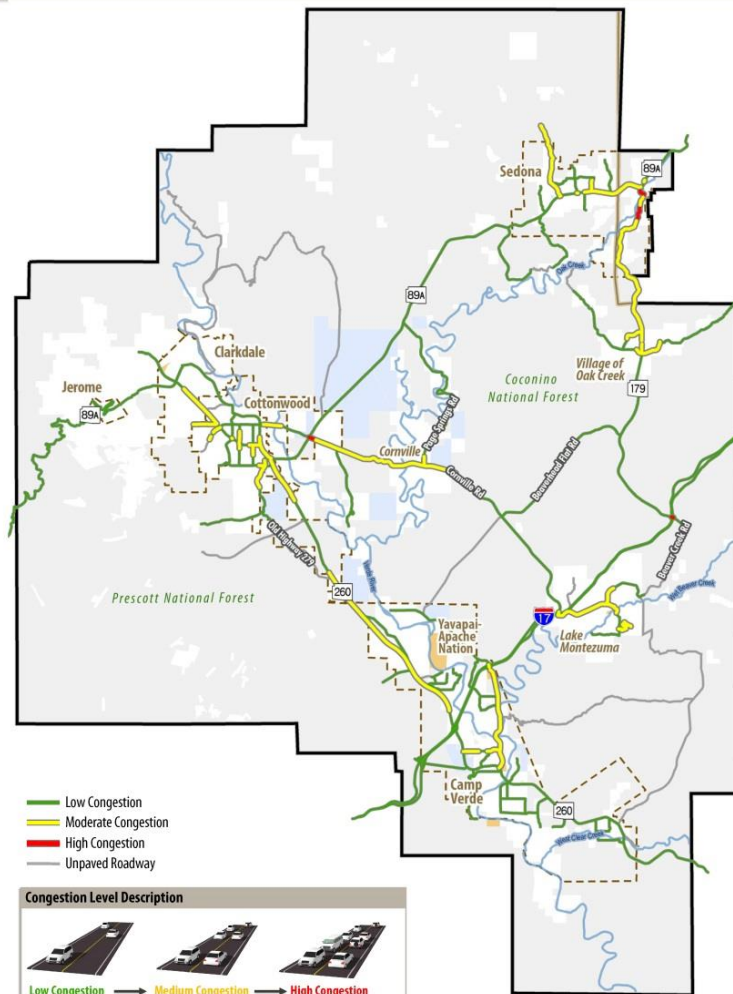 89A
Sedona
Oak Creek
89A
Village of
Oak Creek
179
Coconino
National Forest
Clarkdale
Jerome
89A
Cottonwood
Page Springs Rd
Cornville
Cornville Rd
Beaverhead Flat Rd
Beaver Creek Rd
Old Highway 279
Verde River
Wet Beaver Creek
Prescott National Forest
260
17
Yavapai-
Apache
Nation
Lake
Montezuma
Camp
Verde
260
West Clear Creek
Low Congestion
Moderate Congestion
High Congestion
Unpaved Roadway
Congestion Level Description
Low Congestion Medium Congestion High Congestion